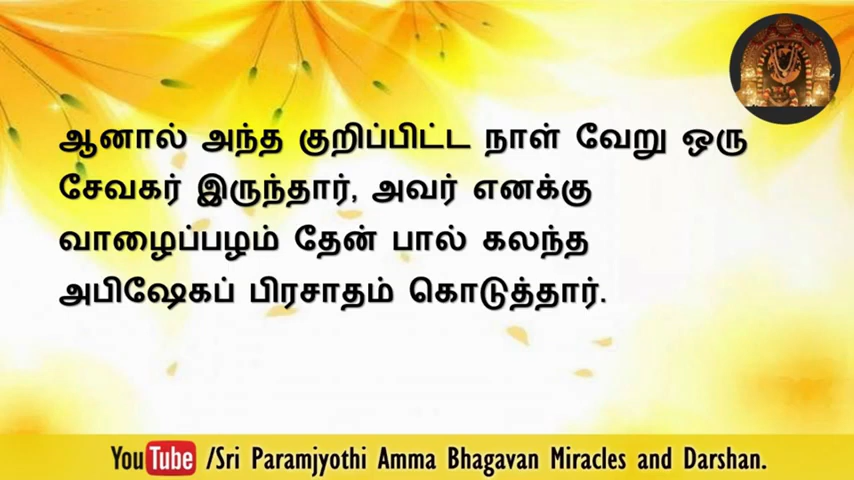 ஆனால் அந்த குறிப்பிட்ட நாள் வேறு ஒரு
சேவகர் இருந்தார், அவர் எனக்கு
வாழைப்பழம் தேன் பால் கலந்த
அபிஷேகப் பிரசாதம் கொடுத்தார்.
YouTube /Sri Paramjyothi Amma Bhagavan Miracles and Darshan.